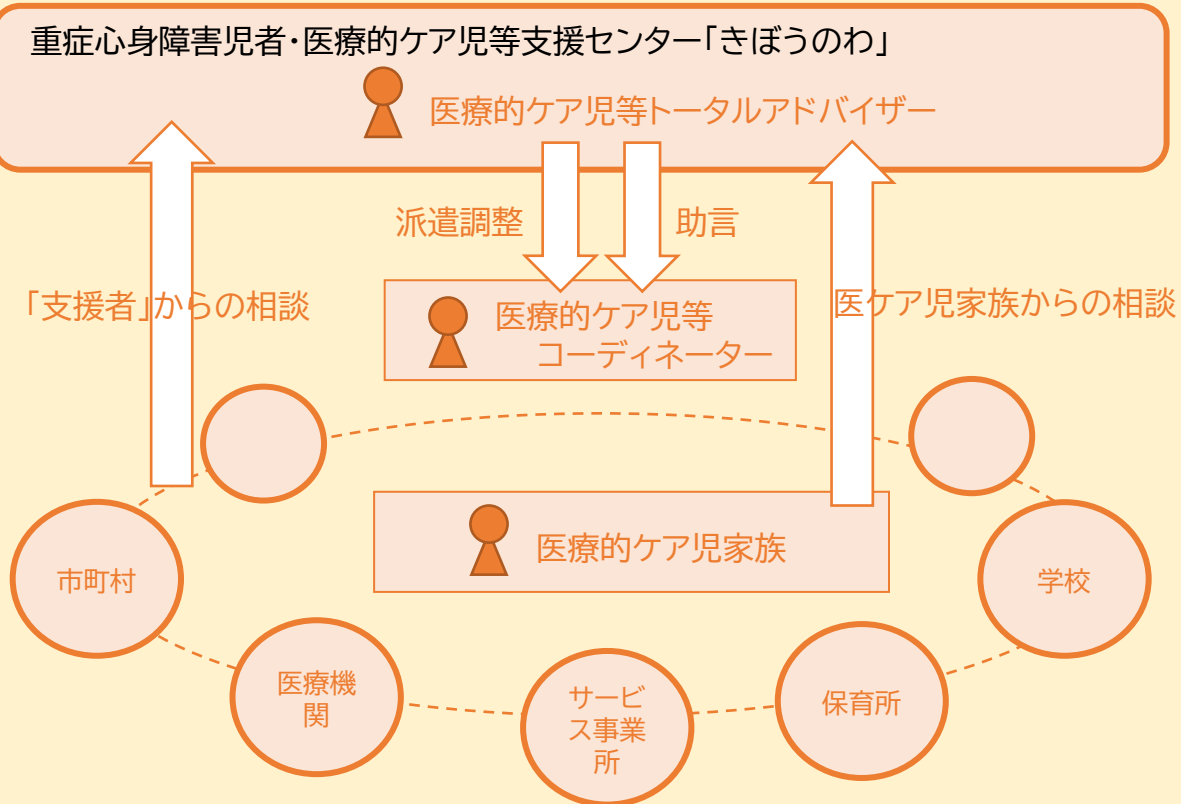 重症心身障害児者・医療的ケア児等支援センター「きぼうのわ」
医療的ケア児等トータルアドバイザー
派遣調整
助言
「支援者」からの相談
医ケア児家族からの相談
医療的ケア児等
コーディネーター
医療的ケア児家族
市町村
学校
医療機
関
サービ
ス事業
所
保育所